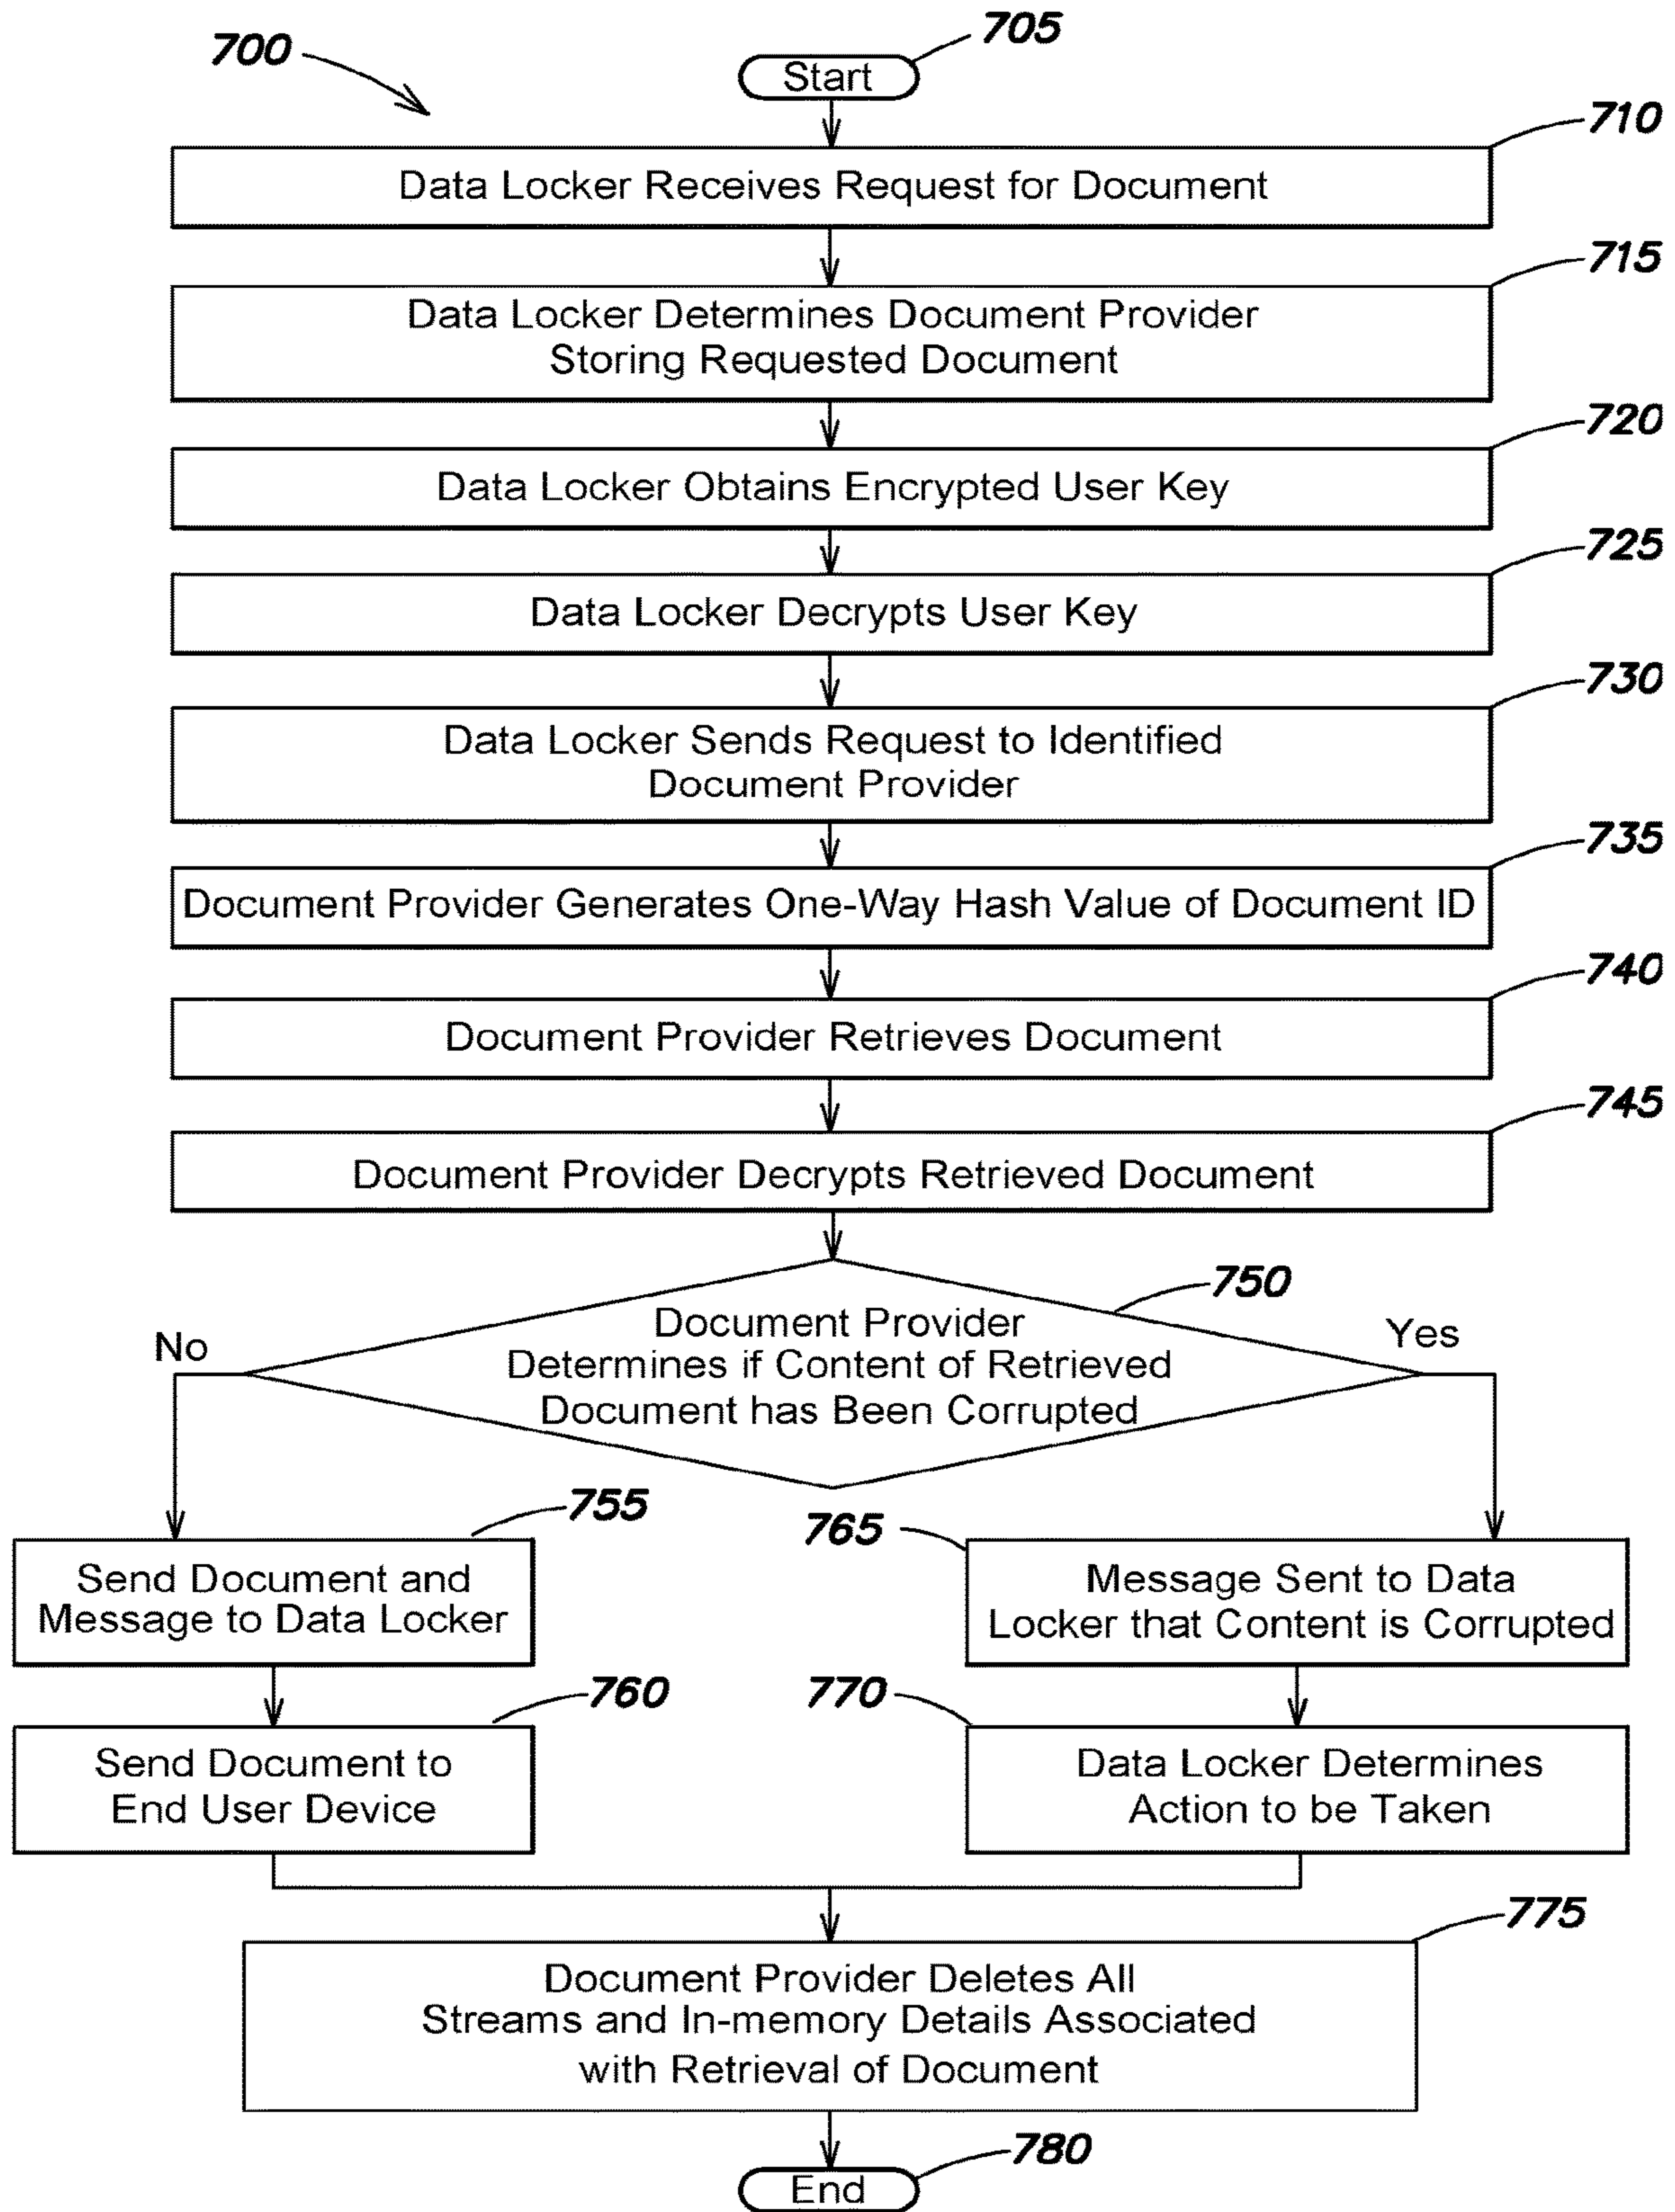 700
705
Start
710
Data Locker Receives Request for Document
715
Data Locker Determines Document Provider
Storing Requested Document
720
Data Locker Obtains Encrypted User Key
725
Data Locker Decrypts User Key
730
Data Locker Sends Request to Identified
Document Provider
735
Document Provider Generates One-Way Hash Value of Document ID
740
Document Provider Retrieves Document
745
Document Provider Decrypts Retrieved Document
750
Document Provider
Determines if Content of Retrieved
Document has Been Corrupted
No
Yes
755
Send Document and
Message to Data Locker
765
Message Sent to Data
Locker that Content is Corrupted
760
Send Document to
End User Device
770
Data Locker Determines
Action to be Taken
775
Document Provider Deletes All
Streams and In-memory Details Associated
with Retrieval of Document
780
End